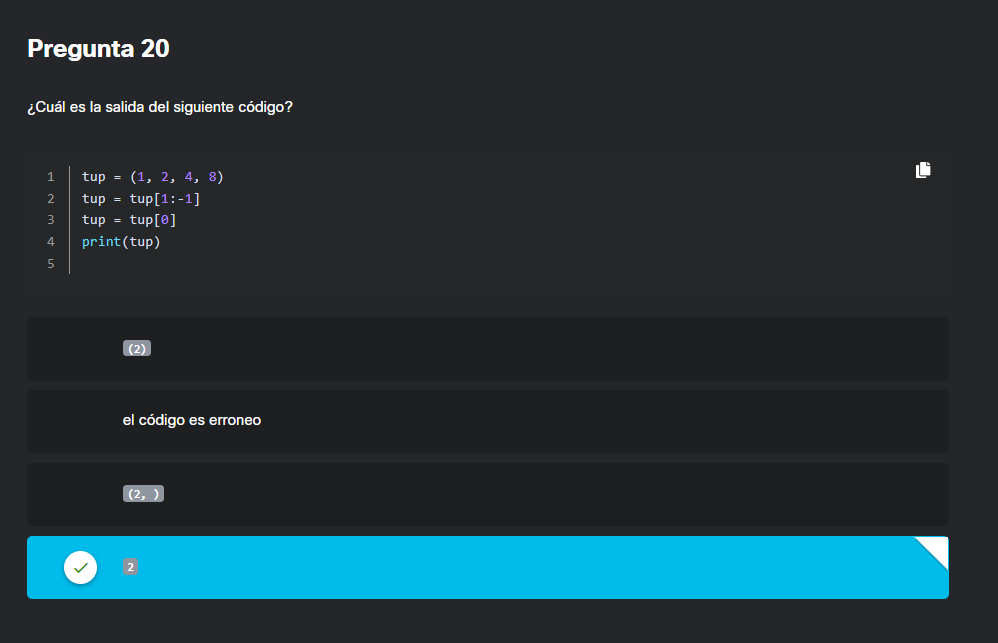 Pregunta 20
¿Cuál es la salida del siguiente código?
1 tup = (1, 2, 4, 8)
2 tup = tup[1:-1]
3 tup = tup[0]
4 print(tup)
5
(2)
el código es erroneo
(2, )
2